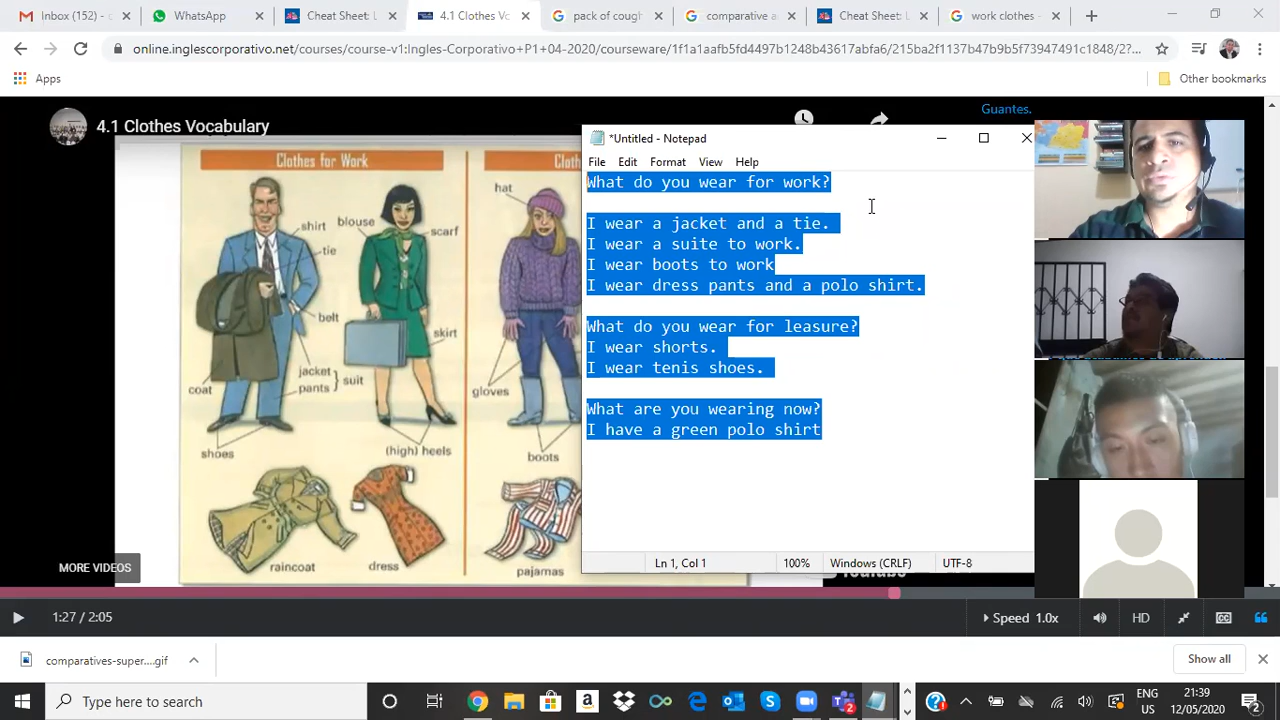 Inbox (152) - e
WhatsApp
Cheat Sheet: L
4.1 Clothes Vo
pack of cough
comparative a
Cheat Sheet: L
work clothes -
online.inglescorporativo.net/courses/course-v1:Ingles-Corporativo+P1+04-2020/courseware/1f1a1aafb5fd4497b1248b43617abfa6/215ba2f1137b47b9b5f73947491c1848/2?...
Apps
Other bookmarks
4.1 Clothes Vocabulary
Guantes.
Clothes for Work
Cloth
shirt
blouse
scarf
tie
belt
skirt
jacket
pants
suit
coat
shoes
(high) heels
raincoat
dress
hat
gloves
boots
pajamas
*Untitled - Notepad
File Edit Format View Help
What do you wear for work?
I wear a jacket and a tie.
I wear a suite to work.
I wear boots to work
I wear dress pants and a polo shirt.
What do you wear for leasure?
I wear shorts.
I wear tenis shoes.
What are you wearing now?
I have a green polo shirt
Ln 1, Col 1
100%
Windows (CRLF)
UTF-8
MORE VIDEOS
YouTube
1:27 / 2:05
Speed 1.0x
HD
CC
comparatives-super....gif
Show all
Type here to search
ENG
US
21:39
12/05/2020
2
2